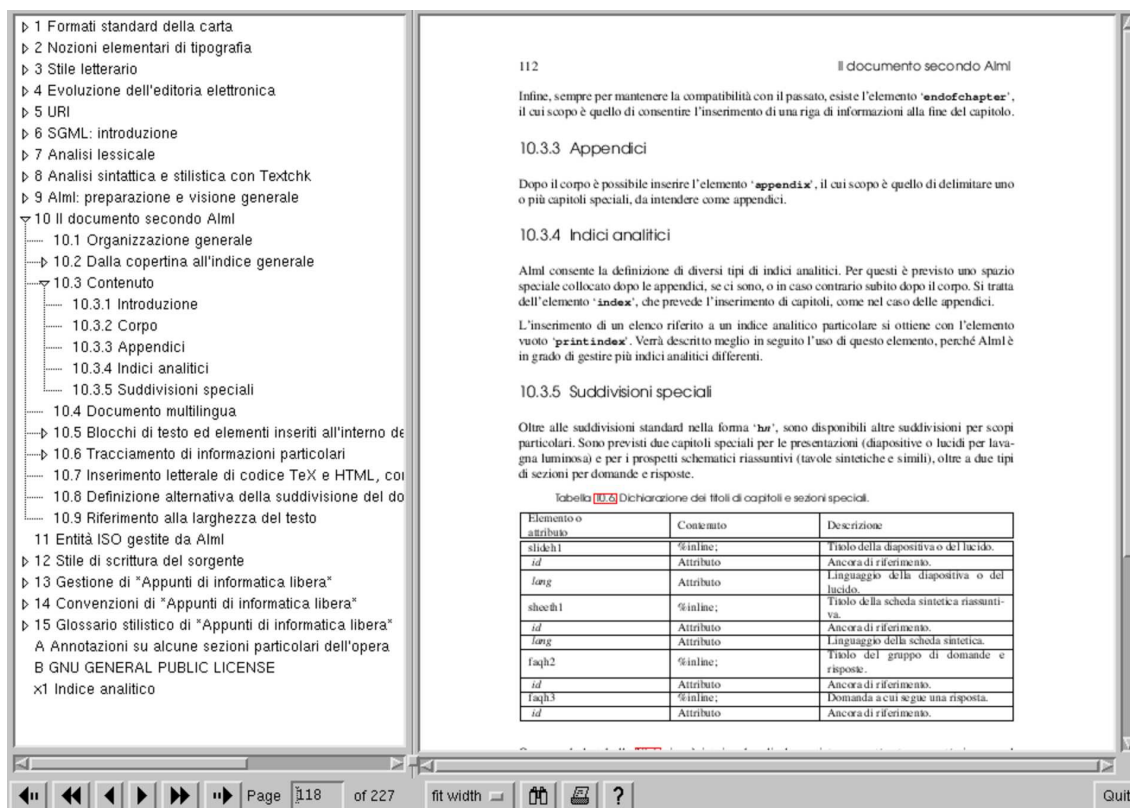 1 Formati standard della carta
2 Nozioni elementari di tipografia
3 Stile letterario
4 Evoluzione dell'editoria elettronica
5 URI
6 SGML: introduzione
7 Analisi lessicale
8 Analisi sintattica e stilistica con Textchk
9 Alml: preparazione e visione generale
10 Il documento secondo Alml
10.1 Organizzazione generale
10.2 Dalla copertina all'indice generale
10.3 Contenuto
10.3.1 Introduzione
10.3.2 Corpo
10.3.3 Appendici
10.3.4 Indici analitici
10.3.5 Suddivisioni speciali
10.4 Documento multilingua
10.5 Blocchi di testo ed elementi inseriti all'interno de
10.6 Tracciamento di informazioni particolari
10.7 Inserimento letterale di codice TeX e HTML, co
10.8 Definizione alternativa della suddivisione del do
10.9 Riferimento alla larghezza del testo
11 Entità ISO gestite da Alml
12 Stile di scrittura del sorgente
13 Gestione di "Appunti di informatica libera"
14 Convenzioni di "Appunti di informatica libera"
15 Glossario stilistico di "Appunti di informatica libera"
A Annotazioni su alcune sezioni particolari dell'opera
B GNU GENERAL PUBLIC LICENSE
x1 Indice analitico
112 Il documento secondo Alml
Infine, sempre per mantenere la compatibilità con il passato, esiste l'elemento 'endofchapter',
il cui scopo è quello di consentire l'inserimento di una riga di informazioni alla fine del capitolo.
10.3.3 Appendici
Dopo il corpo è possibile inserire l'elemento 'appendix', il cui scopo è quello di delimitare uno
o più capitoli speciali, da intendere come appendici.
10.3.4 Indici analitici
Alml consente la definizione di diversi tipi di indici analitici. Per questi è previsto uno spazio
speciale collocato dopo le appendici, se ci sono, o in caso contrario subito dopo il corpo. Si tratta
dell'elemento 'index', che prevede l'inserimento di capitoli, come nel caso delle appendici.
L'inserimento di un elenco riferito a un indice analitico particolare si ottiene con l'elemento
vuoto 'printindex'. Verrà descritto meglio in seguito l'uso di questo elemento, perché Alml è
in grado di gestire più indici analitici differenti.
10.3.5 Suddivisioni speciali
Oltre alle suddivisioni standard nella forma 'hn', sono disponibili altre suddivisioni per scopi
particolari. Sono previsti due capitoli speciali per le presentazioni (diapositive o lucidi per lava-
gna luminosa) e per i prospetti schematici riassuntivi (tavole sintetiche e simili), oltre a due tipi
di sezioni per domande e risposte.
Tabella 10.6. Dichiarazione dei titoli di capitoli e sezioni speciali.
Elemento o
attributo Contenuto Descrizione
slideh1 %inline; Titolo della diapositiva o del lucido.
id Attributo Ancora di riferimento.
lang Attributo Linguaggio della diapositiva o del
lucido.
sheeth1 %inline; Titolo della scheda sintetica riassunti-
va.
id Attributo Ancora di riferimento.
lang Attributo Linguaggio della scheda sintetica.
faqh2 %inline; Titolo del gruppo di domande e
risposte.
id Attributo Ancora di riferimento.
faqh3 %inline; Domanda a cui segue una risposta.
id Attributo Ancora di riferimento.
Page 118 of 227 fit width ? Quit